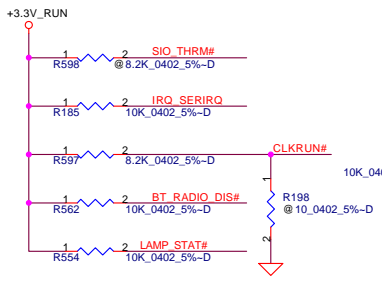 +3.3V_RUN
1 2 SIO_THRM#
R598 @8.2K_0402_5%~D
1 2 IRQ_SERIRQ
R185 10K_0402_5%~D
1 2 CLKRUN#
R597 8.2K_0402_5%~D
10K_040
1
R198
@10_0402_5%~D
2
1 2 BT_RADIO_DIS#
R562 10K_0402_5%~D
1 2 LAMP_STAT#
R554 10K_0402_5%~D